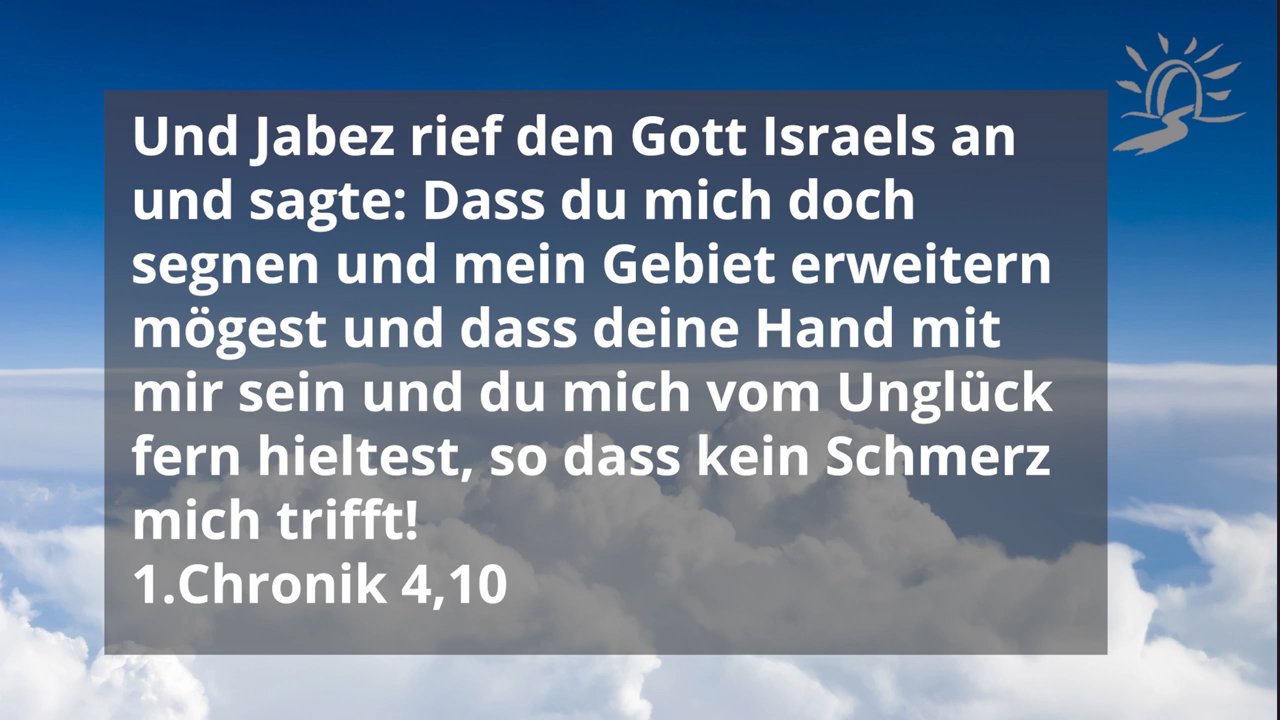 Und Jabez rief den Gott Israels an
und sagte: Dass du mich doch
segnen und mein Gebiet erweitern
mögest und dass deine Hand mit
mir sein und du mich vom Unglück
fern hieltest, so dass kein Schmerz
mich trifft!
1.Chronik 4,10